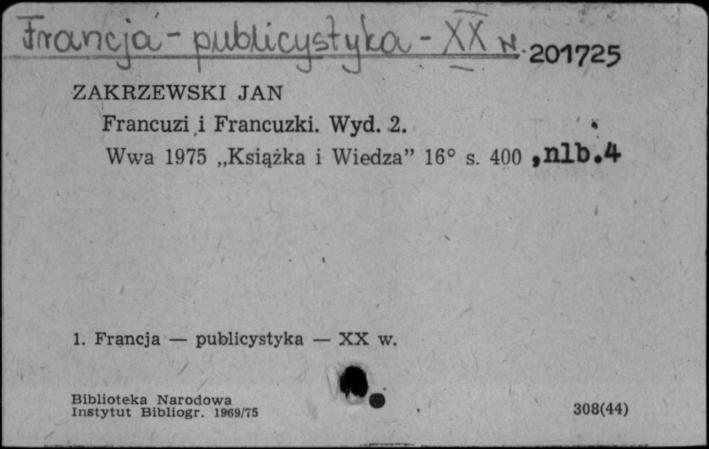 Francja - publicystyka - XX w.
201725
ZAKRZEWSKI JAN
Francuzi i Francuzki. Wyd. 2.
Wwa 1975 „Książka i Wiedza” 16° s. 400 ,nlb.4
1. Francja — publicystyka — XX w.
Biblioteka Narodowa
Instytut Bibliogr. 1969/75
308(44)